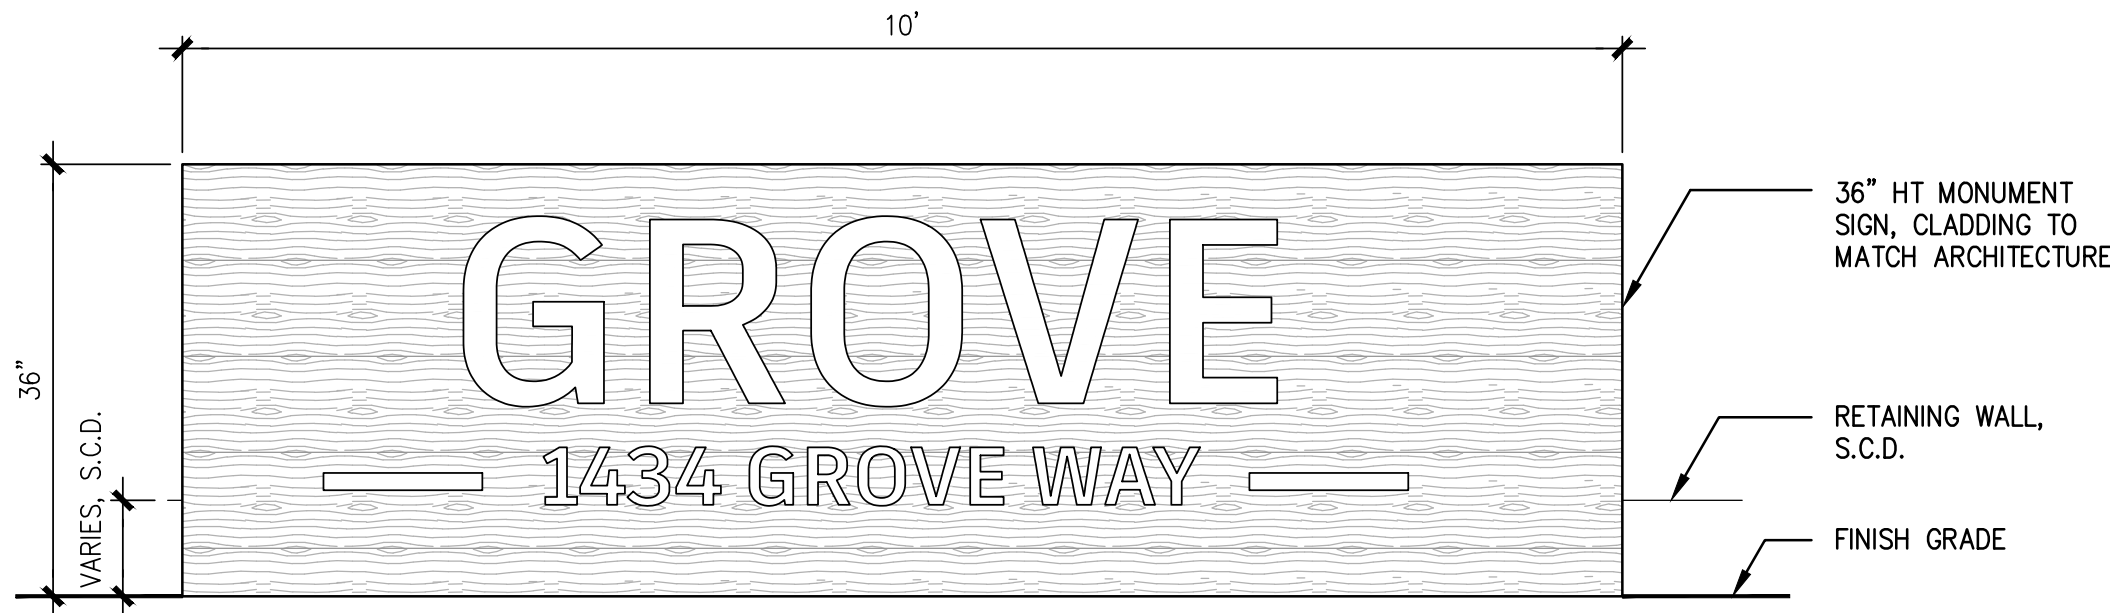 10’
36” HT MONUMENT
SIGN, CLADDING TO
MATCH ARCHITECTURE
GROVE
36”
VARIES, S.C.D.
1434 GROVE WAY
RETAINING WALL,
S.C.D.
FINISH GRADE